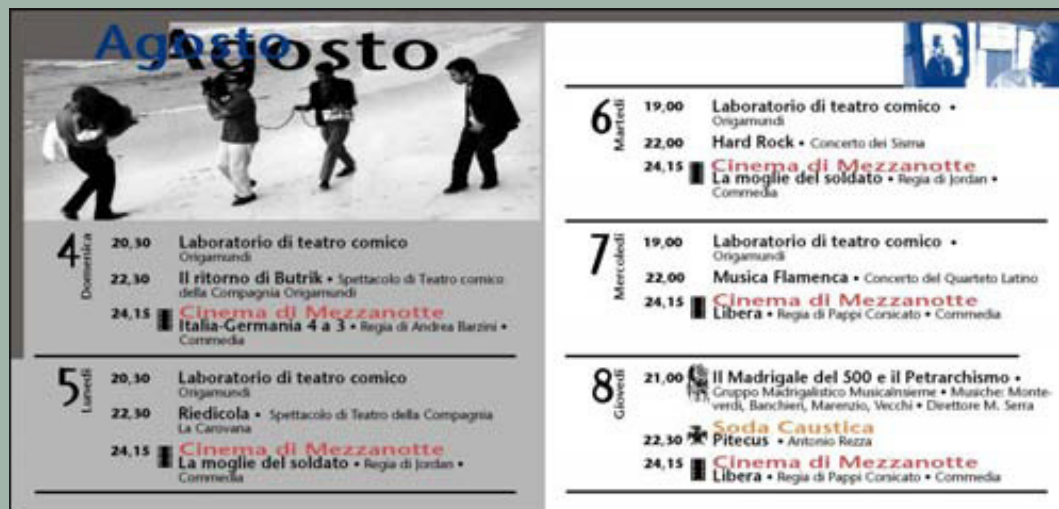 Agosto
Agosto
4
Domenica
20,30 Laboratorio di teatro comico
Origamundi
22,30 Il ritorno di Butrik • Spettacolo di Teatro comico
della Compagnia Origamundi
24,15 Cinema di Mezzanotte
Italia-Germania 4 a 3 • Regia di Andrea Barzini •
Commedia
5
Lunedì
20,30 Laboratorio di teatro comico
Origamundi
22,30 Riedicola • Spettacolo di Teatro della Compagnia
La Carovana
24,15 Cinema di Mezzanotte
La moglie del soldato • Regia di Jordan •
Commedia
6
Martedì
19,00 Laboratorio di teatro comico •
Origamundi
22,00 Hard Rock • Concerto dei Sisma
24,15 Cinema di Mezzanotte
La moglie del soldato • Regia di Jordan •
Commedia
7
Mercoledì
19,00 Laboratorio di teatro comico •
Origamundi
22,00 Musica Flamenca • Concerto del Quarteto Latino
24,15 Cinema di Mezzanotte
Libera • Regia di Pappi Corsicato • Commedia
8
Giovedì
21,00 Il Madrigale del 500 e il Petrarchismo •
Gruppo Madrigalistico MusicaInsieme • Musiche: Monte-
verdi, Banchieri, Marenzio, Vecchi • Direttore M. Serra
Soda Caustica
22,30 Pitecus • Antonio Rezza
24,15 Cinema di Mezzanotte
Libera • Regia di Pappi Corsicato • Commedia